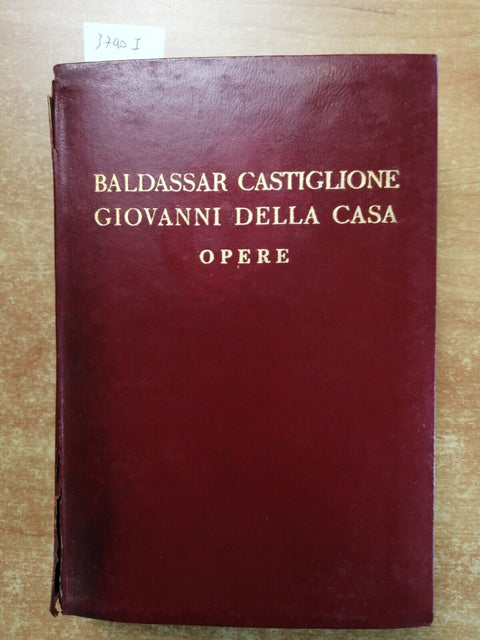 3790 I
BALDASSAR CASTIGLIONE
GIOVANNI DELLA CASA
OPERE